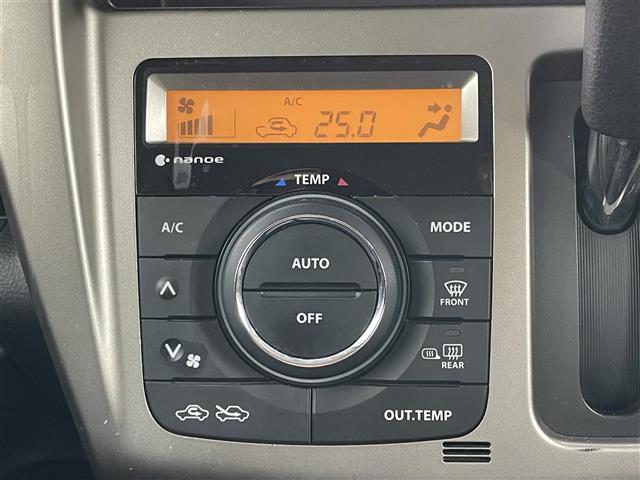 A/C
25.0
nanoe
TEMP
A/C
MODE
AUTO
OFF
FRONT
REAR
OUT.TEMP